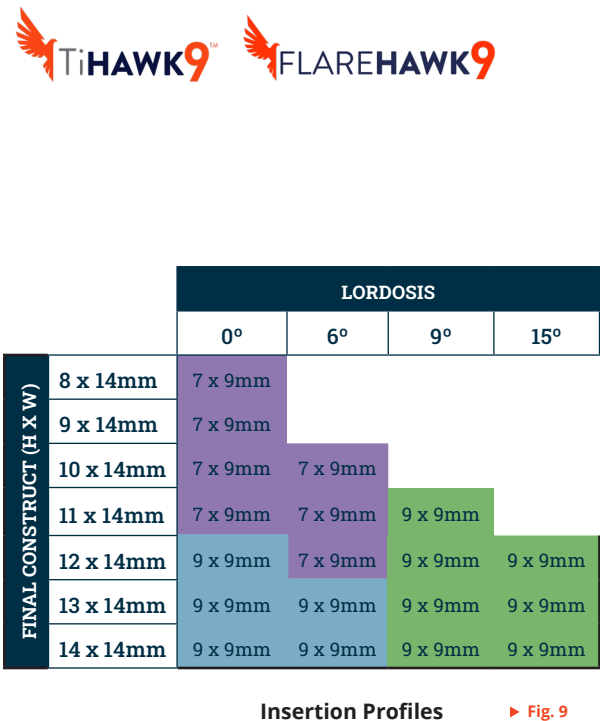 TiHAWK9™ FLAREHAWK9
LORDOSIS
0º 6º 9º 15º
FINAL CONSTRUCT (H X W)
8 x 14mm 7 x 9mm
9 x 14mm 7 x 9mm
10 x 14mm 7 x 9mm 7 x 9mm
11 x 14mm 7 x 9mm 7 x 9mm 9 x 9mm
12 x 14mm 9 x 9mm 7 x 9mm 9 x 9mm 9 x 9mm
13 x 14mm 9 x 9mm 9 x 9mm 9 x 9mm 9 x 9mm
14 x 14mm 9 x 9mm 9 x 9mm 9 x 9mm 9 x 9mm
Insertion Profiles ▶ Fig. 9